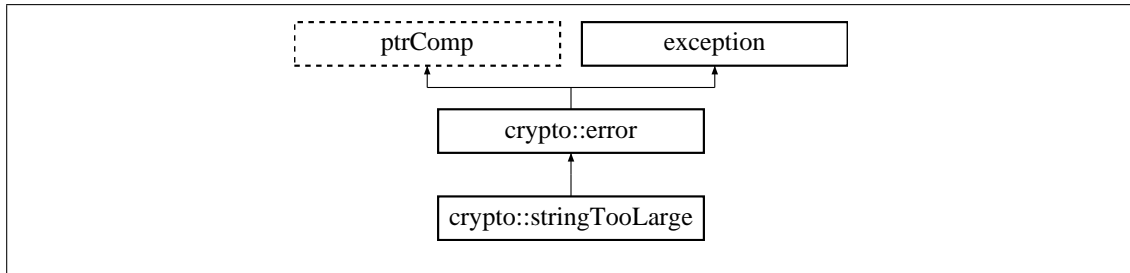 ptrComp
exception
crypto::error
crypto::stringTooLarge